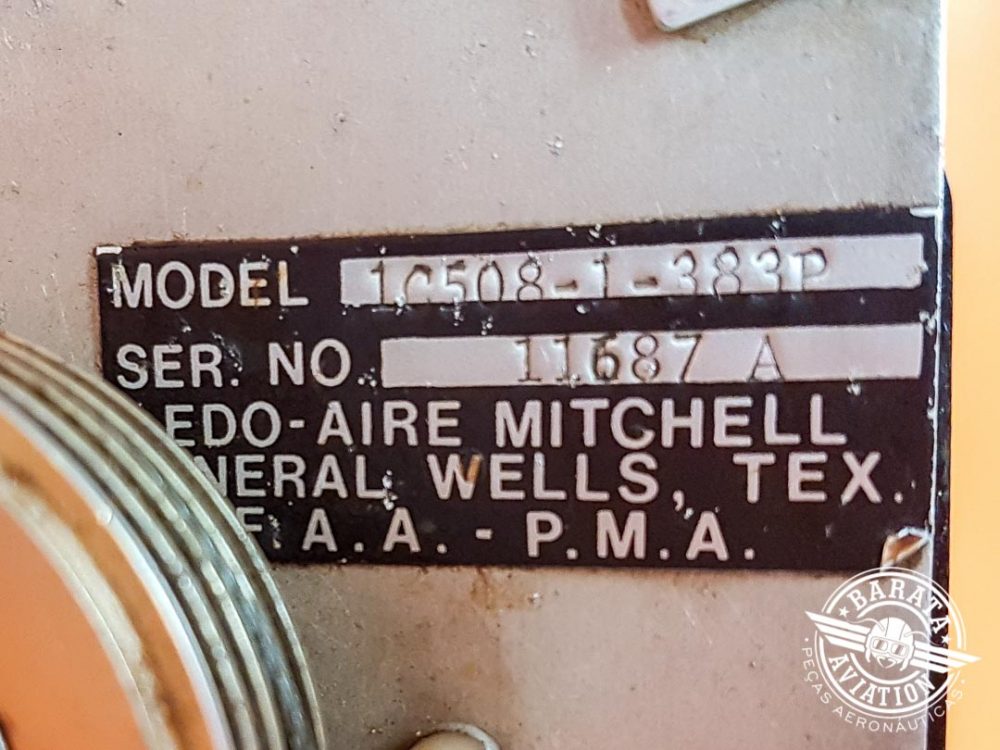 MODEL 1C508-1-383P
SER. NO 11687 A
EDO-AIRE MITCHELL
NERAL WELLS, TEX.
F.A.A. - P.M.A.
BARATA
AVIATION
PEÇAS AERONÁUTICAS